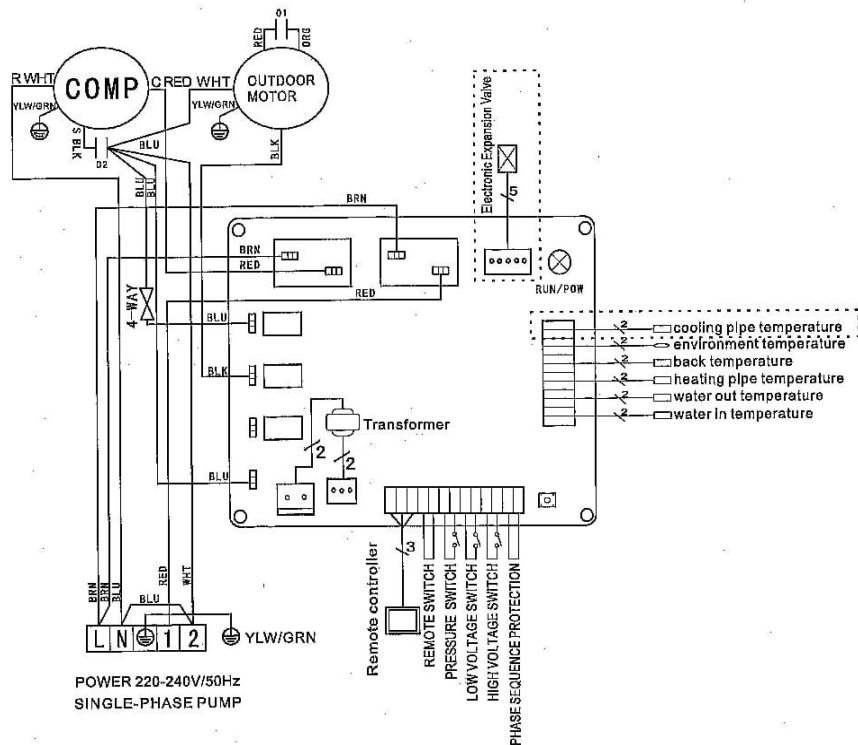 01
RED
ORG
R WHT
COMP
C RED WHT
OUTDOOR
MOTOR
YLW/GRN
YLW/GRN
S BLK
02
BLU
BLK
BLU
BLU
Electronic Expansion Valve
5
BRN
BRN
RED
RED
RUN/POW
4-WAY
BLU
BLK
BLU
2 cooling pipe temperature
2 environment temperature
2 back temperature
2 heating pipe temperature
2 water out temperature
2 water in temperature
Transformer
2
2
3
Remote controller
REMOTE SWITCH
PRESSURE SWITCH
LOW VOLTAGE SWITCH
HIGH VOLTAGE SWITCH
PHASE SEQUENCE PROTECTION
BRN
BRN
BLU
BLU
RED
WHT
L N 1 2
YLW/GRN
POWER 220-240V/50Hz
SINGLE-PHASE PUMP